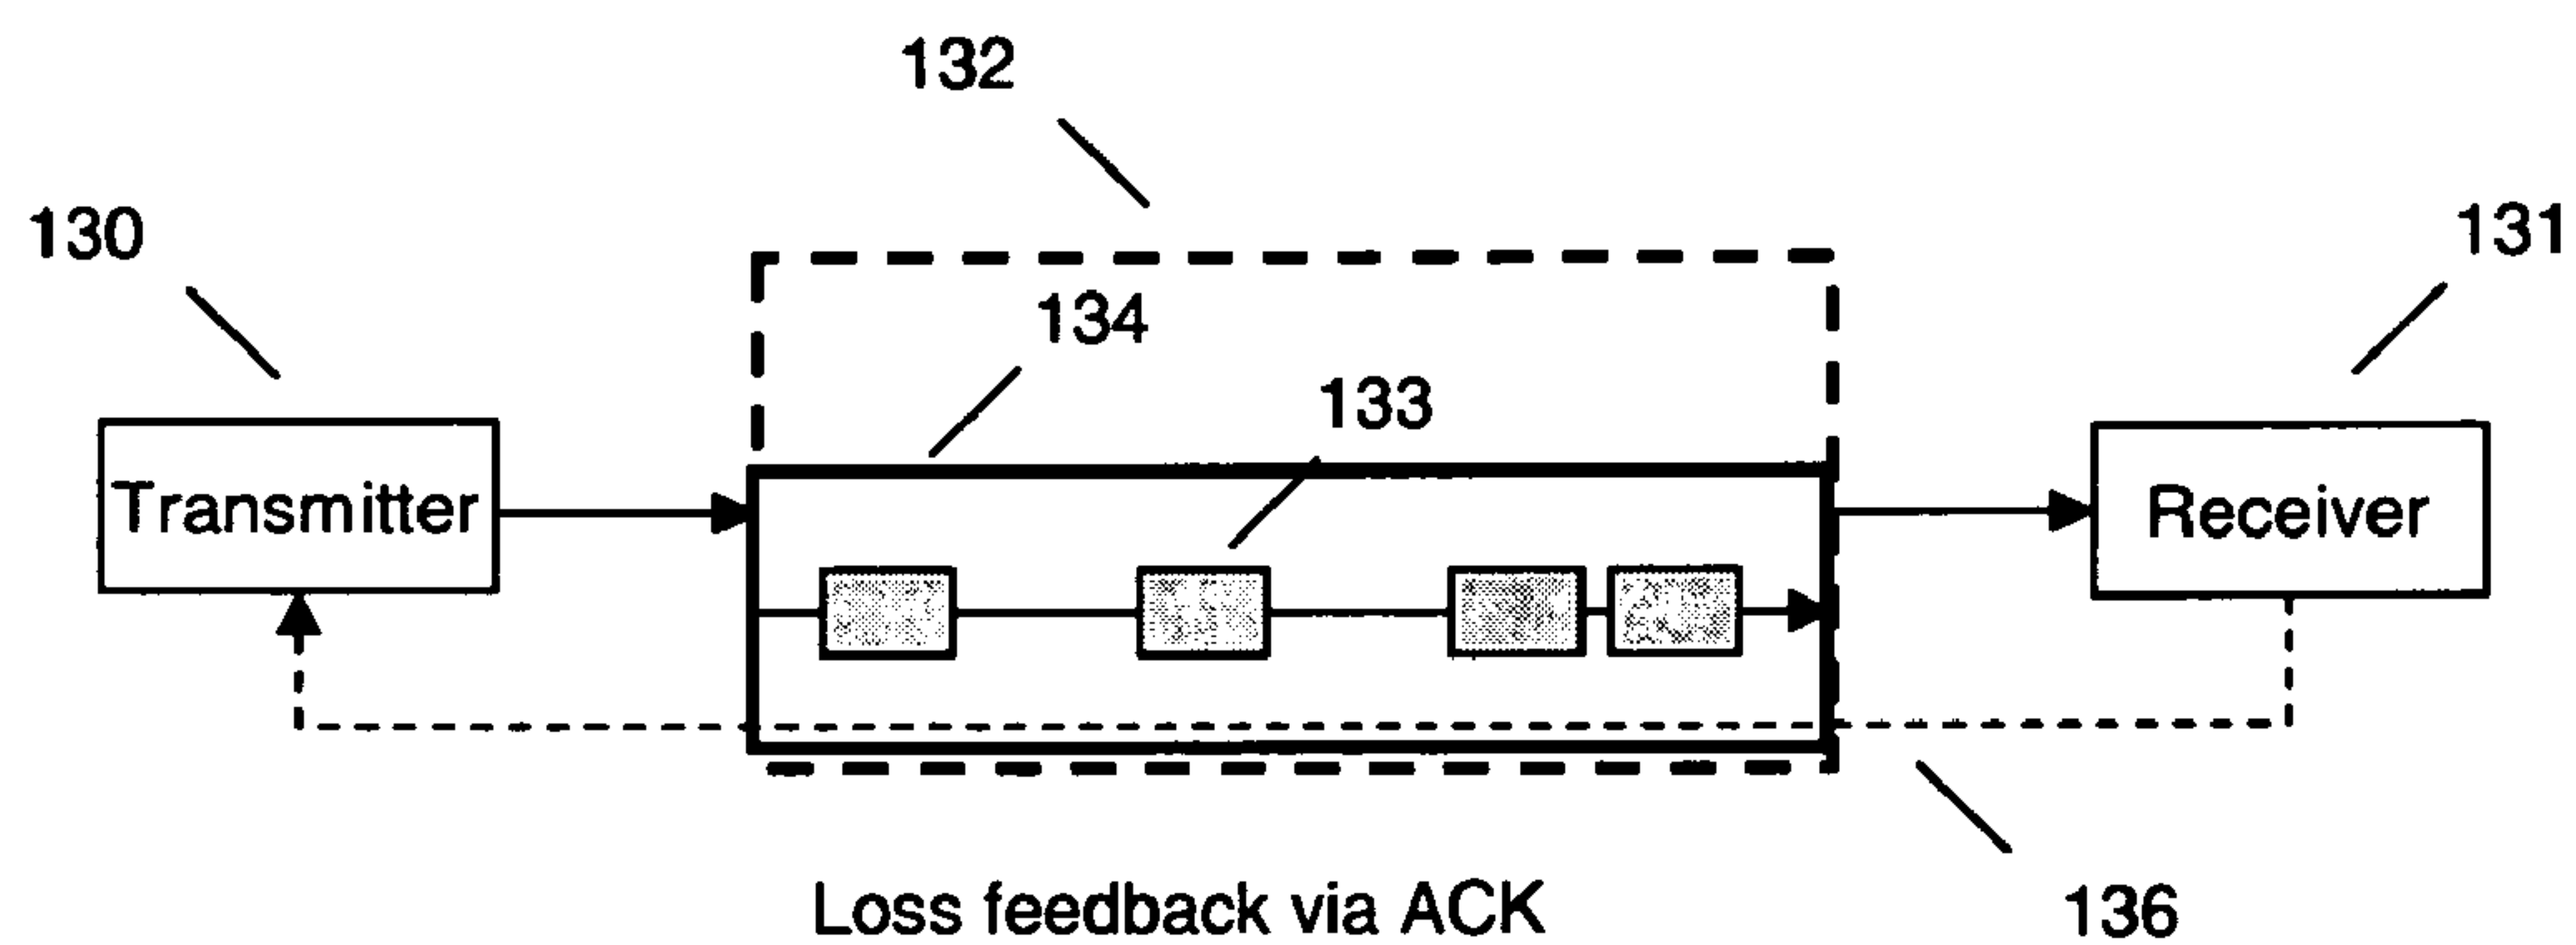 132
130
131
134
133
Transmitter
Receiver
Loss feedback via ACK
136